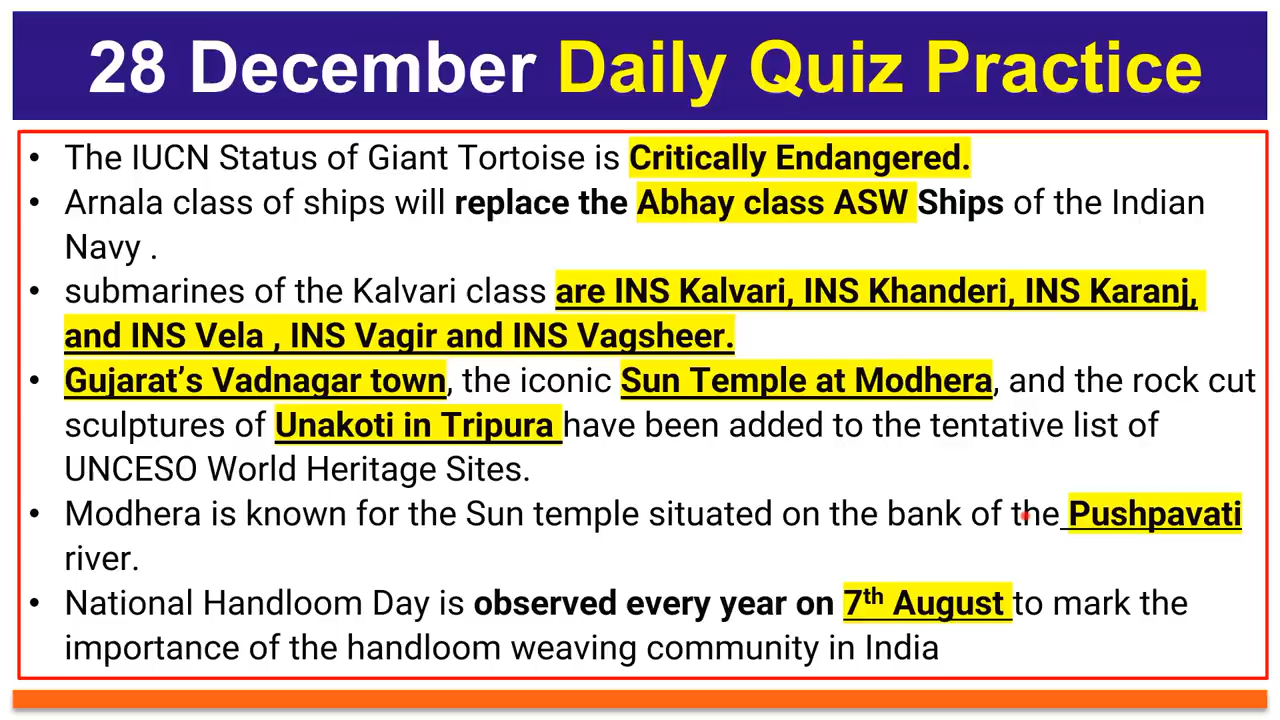 28 December Daily Quiz Practice
• The IUCN Status of Giant Tortoise is Critically Endangered.
• Arnala class of ships will replace the Abhay class ASW Ships of the Indian
Navy .
• submarines of the Kalvari class are INS Kalvari, INS Khanderi, INS Karanj,
and INS Vela , INS Vagir and INS Vagsheer.
• Gujarat’s Vadnagar town, the iconic Sun Temple at Modhera, and the rock cut
sculptures of Unakoti in Tripura have been added to the tentative list of
UNCESO World Heritage Sites.
• Modhera is known for the Sun temple situated on the bank of the Pushpavati
river.
• National Handloom Day is observed every year on 7th August to mark the
importance of the handloom weaving community in India